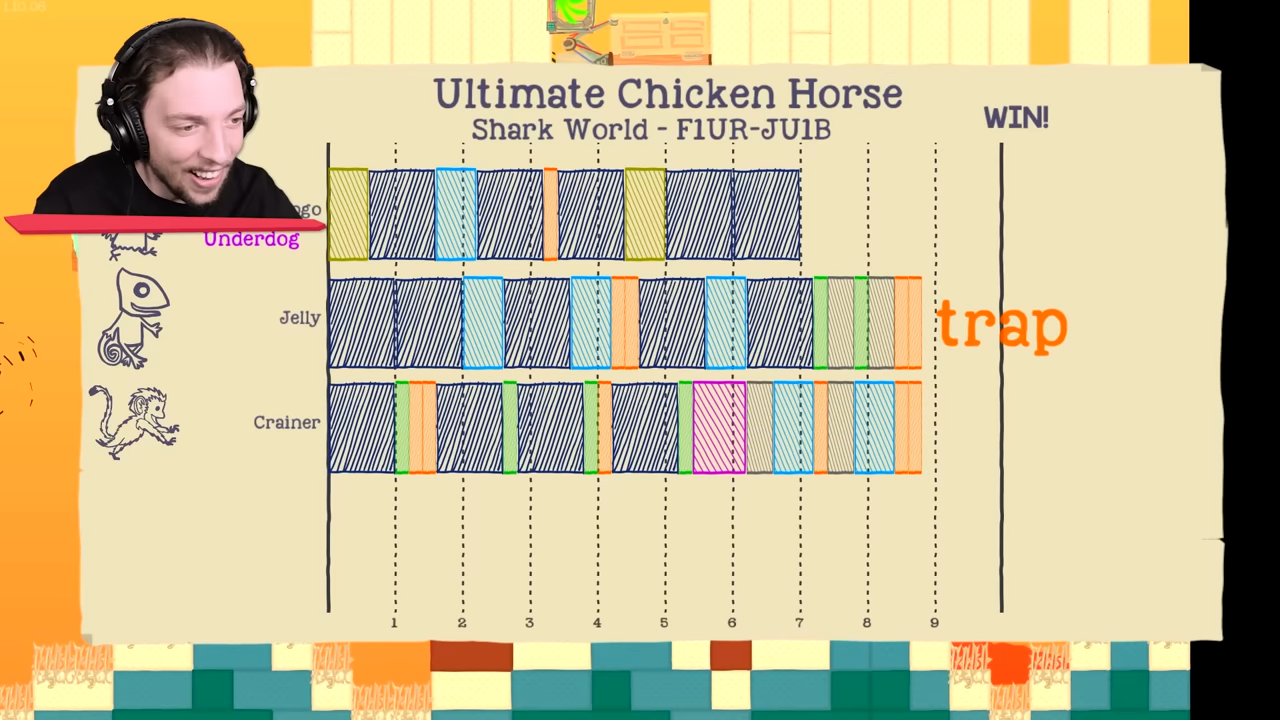 Ultimate Chicken Horse
Shark World - F1UR-JU1B
WIN!
Underdog
Jelly
trap
Crainer
1 2 3 4 5 6 7 8 9